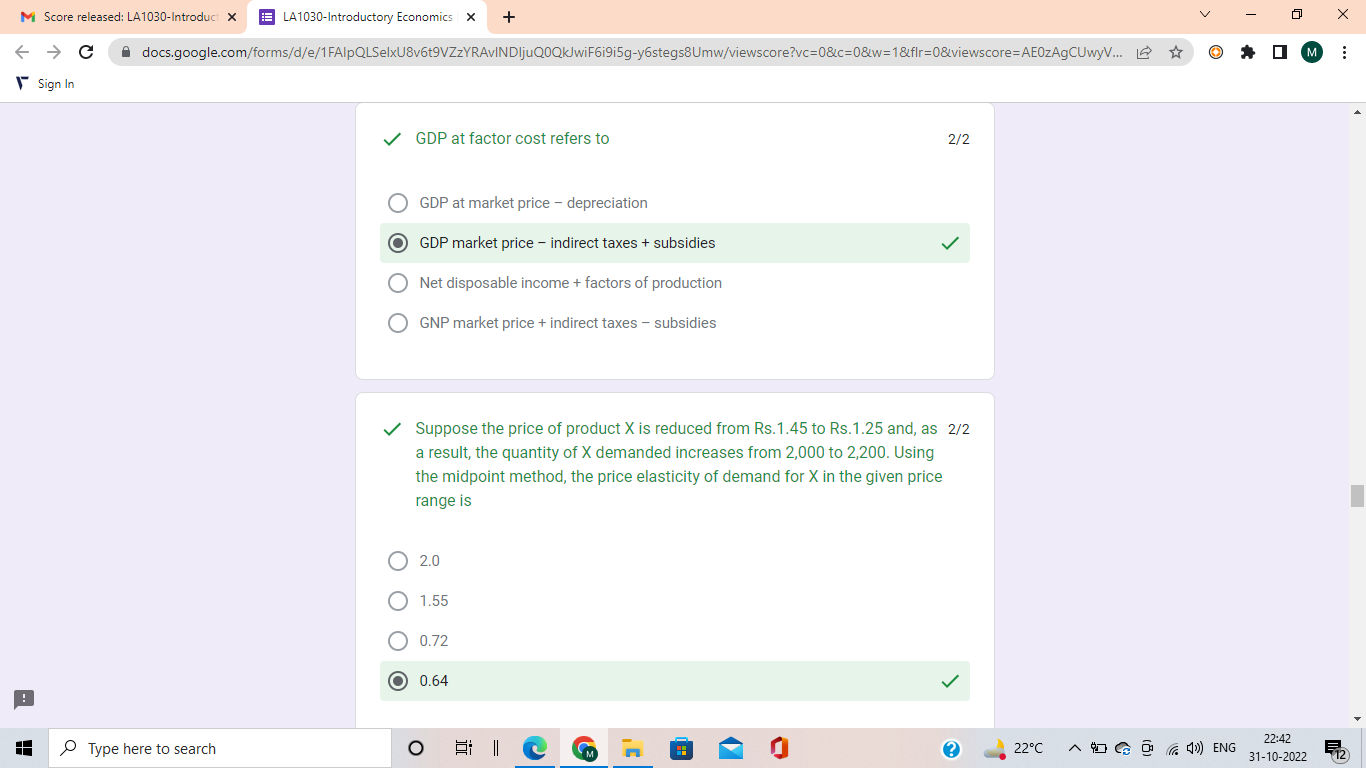 Score released: LA1030-Introduct
LA1030-Introductory Economics
docs.google.com/forms/d/e/1FAIpQLSelxU8v6t9VZzYRAvINDIjuQ0QkJwiF6i9i5g-y6stegs8Umw/viewscore?vc=0&c=0&w=1&flr=0&viewscore=AE0zAgCUwyV...
M
Sign In
GDP at factor cost refers to 2/2
GDP at market price – depreciation
GDP market price – indirect taxes + subsidies
Net disposable income + factors of production
GNP market price + indirect taxes – subsidies
Suppose the price of product X is reduced from Rs.1.45 to Rs.1.25 and, as 2/2
a result, the quantity of X demanded increases from 2,000 to 2,200. Using
the midpoint method, the price elasticity of demand for X in the given price
range is
2.0
1.55
0.72
0.64
Type here to search
M
22°C
ENG
22:42
31-10-2022
12